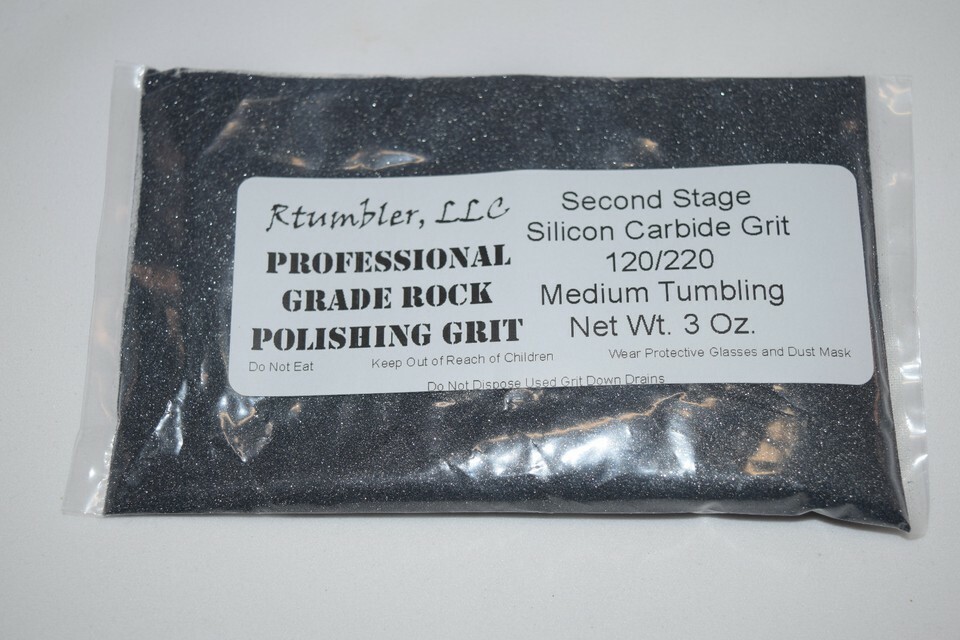 Rtumbler, LLC
PROFESSIONAL
GRADE ROCK
POLISHING GRIT
Second Stage
Silicon Carbide Grit
120/220
Medium Tumbling
Net Wt. 3 Oz.
Do Not Eat
Keep Out of Reach of Children
Wear Protective Glasses and Dust Mask
Do Not Dispose Used Grit Down Drains